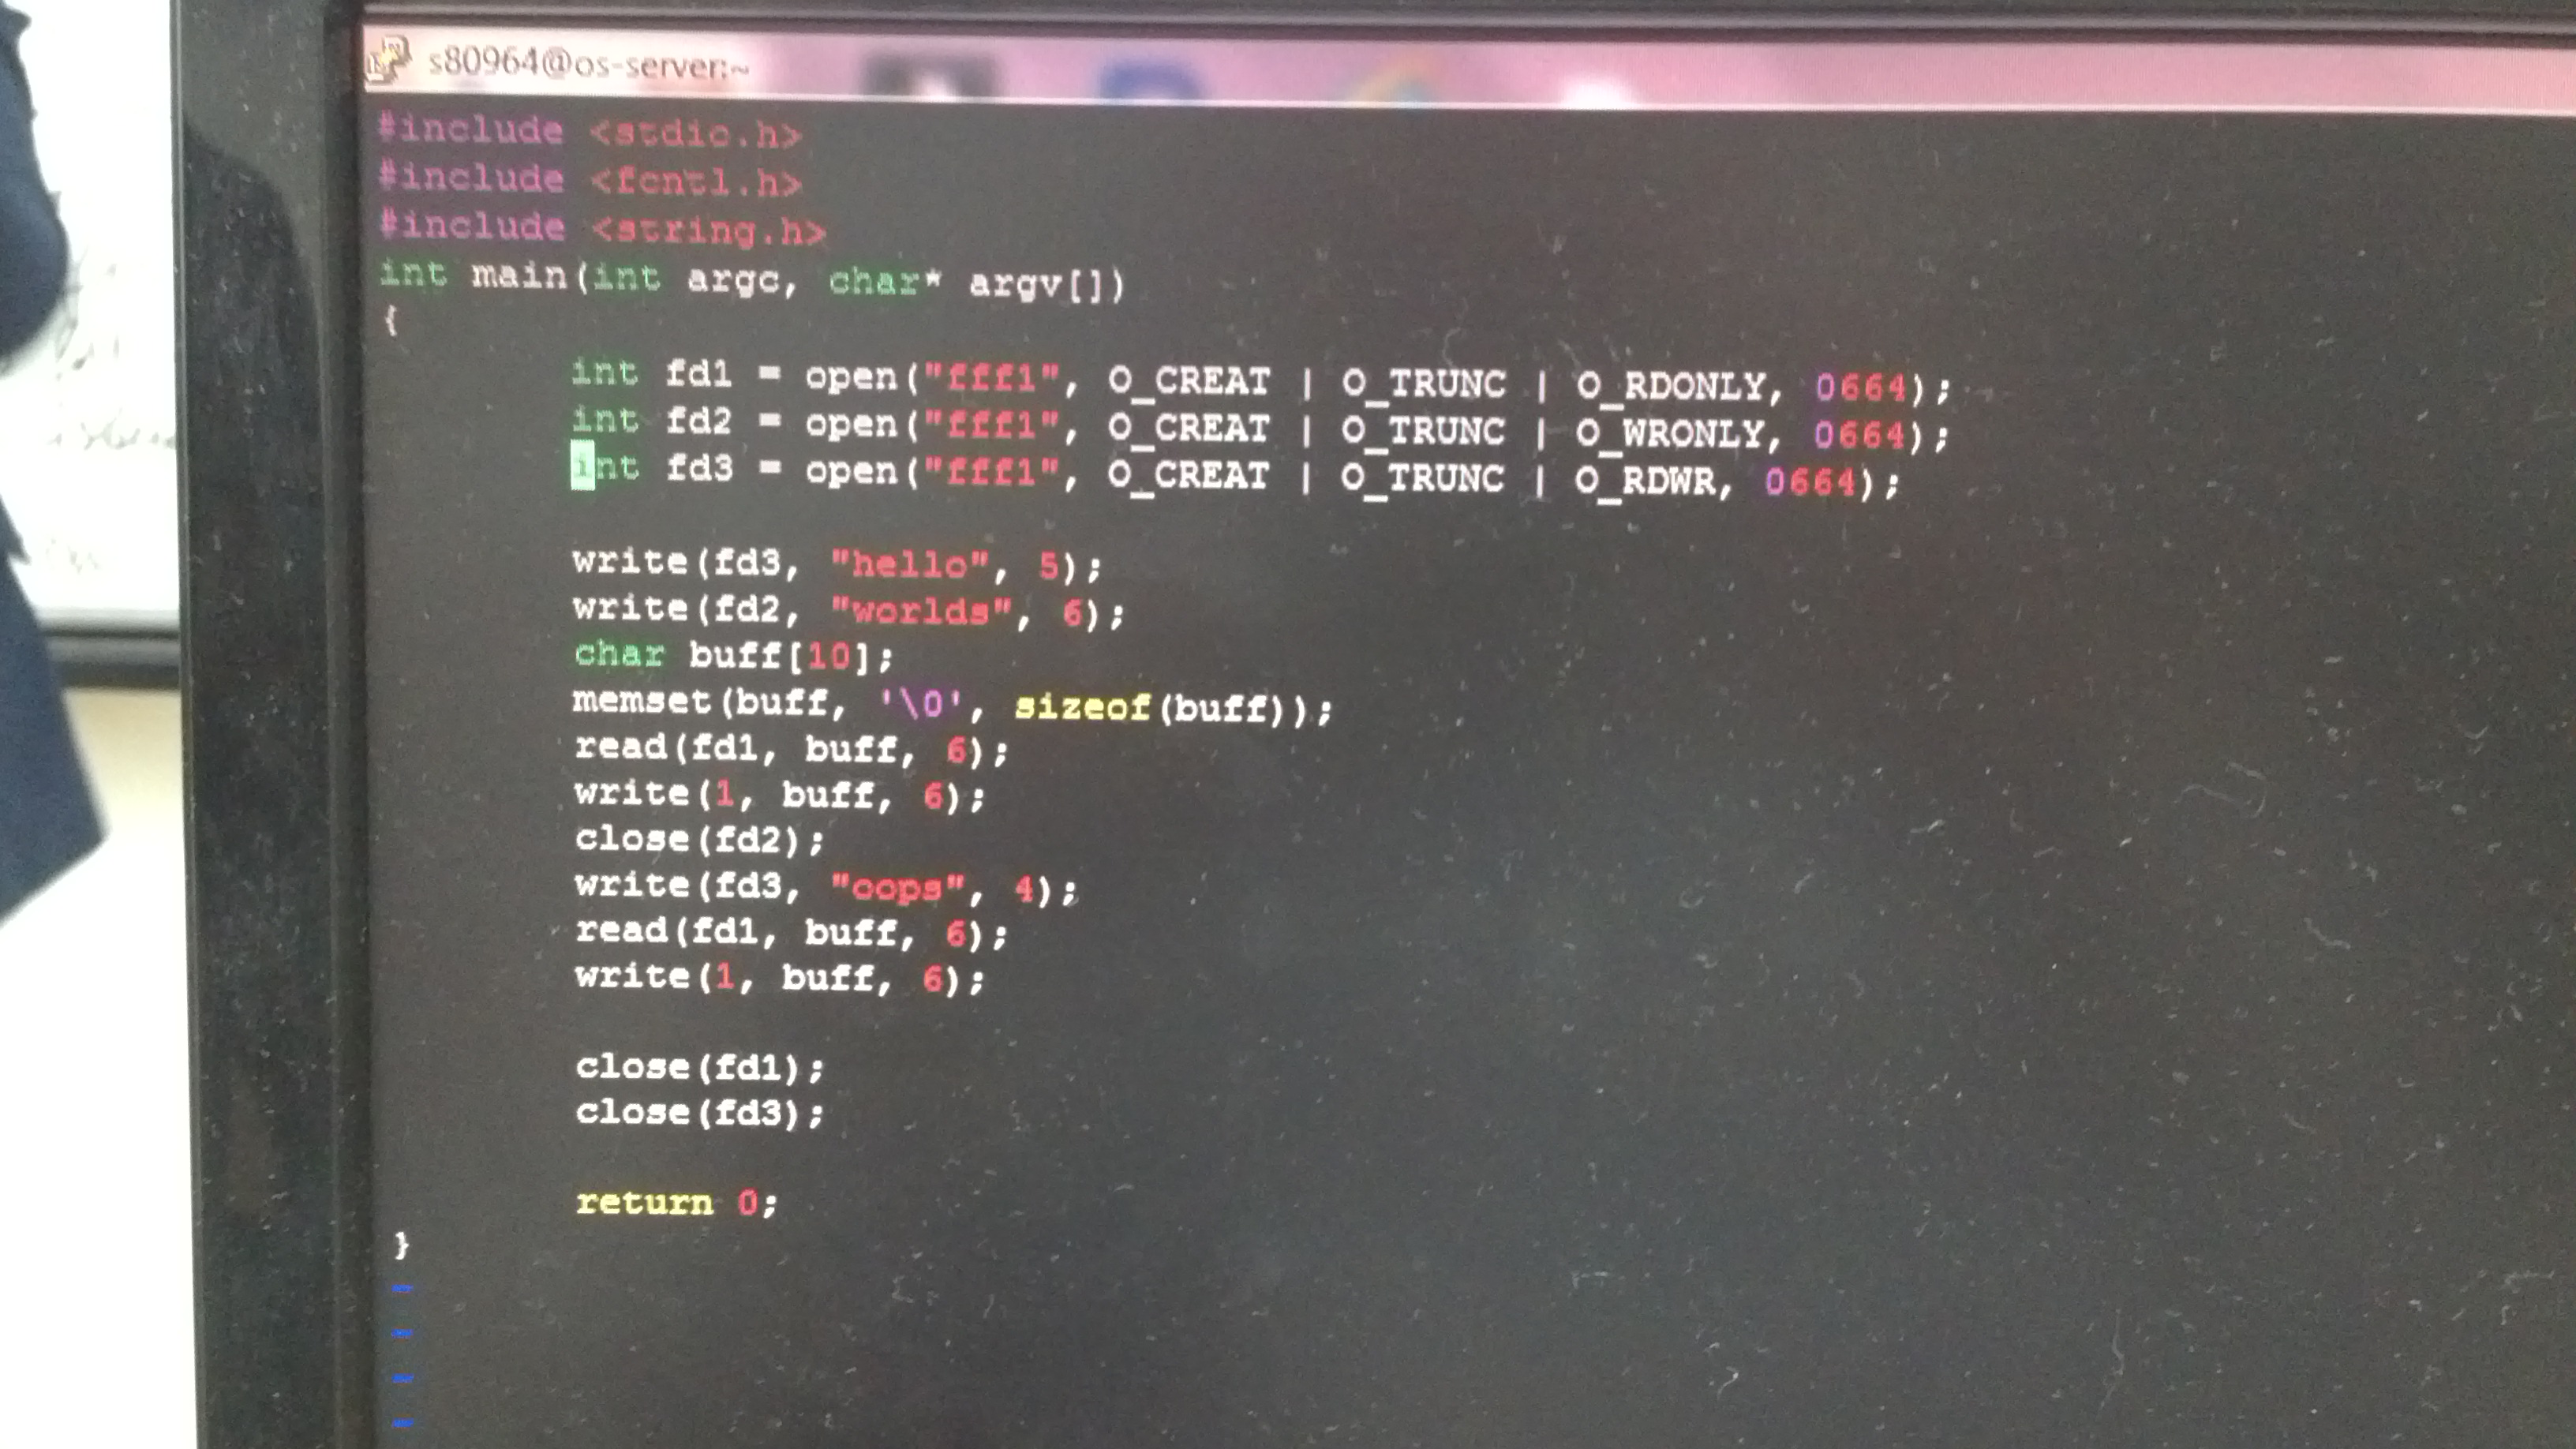 s80964@os-server:~
#include <stdio.h>
#include <fcntl.h>
#include <string.h>
int main(int argc, char* argv[])
{
int fd1 = open("fff1", O_CREAT | O_TRUNC | O_RDONLY, 0664);
int fd2 = open("fff1", O_CREAT | O_TRUNC | O_WRONLY, 0664);
int fd3 = open("fff1", O_CREAT | O_TRUNC | O_RDWR, 0664);
write(fd3, "hello", 5);
write(fd2, "worlds", 6);
char buff[10];
memset(buff, '\0', sizeof(buff));
read(fd1, buff, 6);
write(1, buff, 6);
close(fd2);
write(fd3, "oops", 4);
read(fd1, buff, 6);
write(1, buff, 6);
close(fd1);
close(fd3);
return 0;
}
~
~
~
~